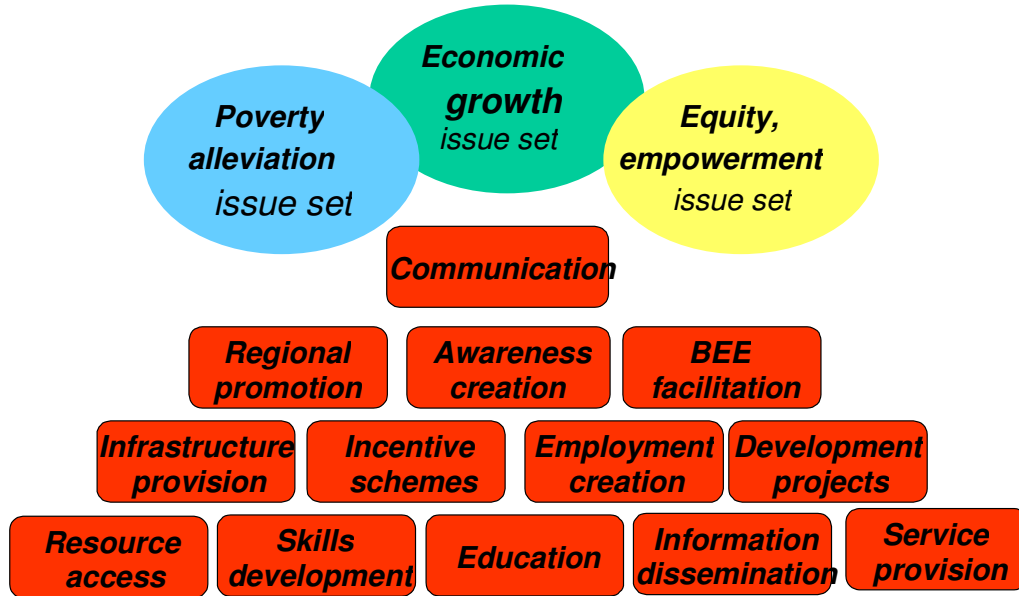 Economic
growth
issue set
Poverty
alleviation
issue set
Equity,
empowerment
issue set
Communication
Regional
promotion
Awareness
creation
BEE
facilitation
Infrastructure
provision
Incentive
schemes
Employment
creation
Development
projects
Resource
access
Skills
development
Education
Information
dissemination
Service
provision